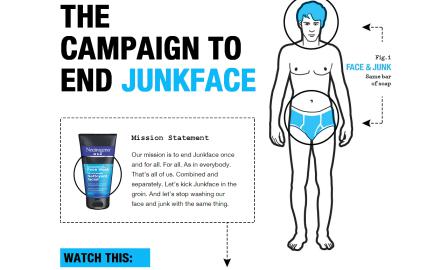 THE
CAMPAIGN TO
END JUNKFACE
Fig. 1
FACE & JUNK
Same bar
of soap
Mission Statement
Our mission is to end Junkface once
and for all. For all. As in everybody.
That's all of us. Combined and
separately. Let's kick Junkface in the
groin. And let's stop washing our
face and junk with the same thing.
Neutrogena
MEN
WATCH THIS: